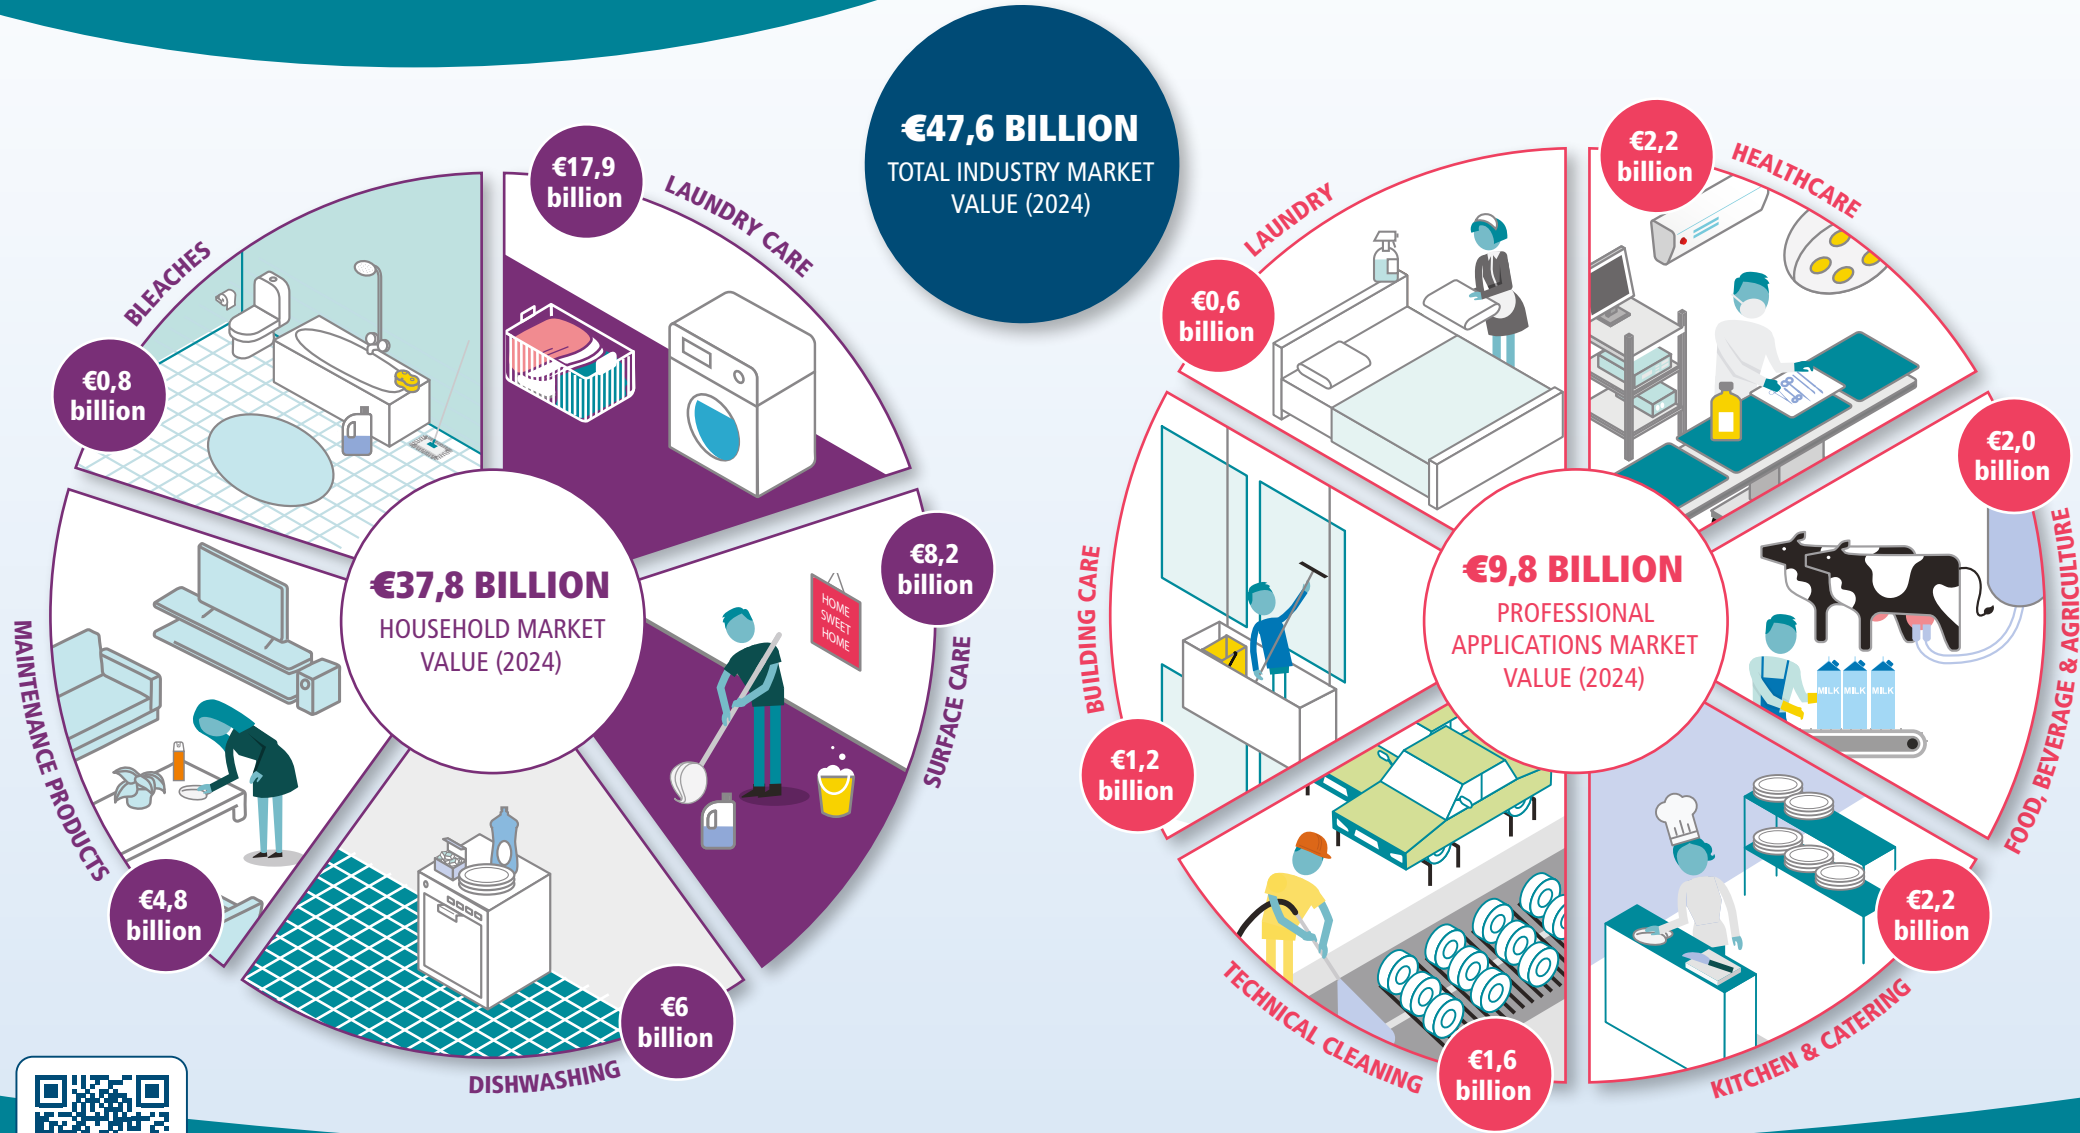 €47,6 BILLION
TOTAL INDUSTRY MARKET
VALUE (2024)
€17,9
billion
LAUNDRY CARE
BLEACHES
€0,8
billion
€37,8 BILLION
HOUSEHOLD MARKET
VALUE (2024)
€8,2
billion
SURFACE CARE
HOME
SWEET
HOME
MAINTENANCE PRODUCTS
€4,8
billion
€6
billion
DISHWASHING
€2,2
billion
HEALTHCARE
LAUNDRY
€0,6
billion
€2,0
billion
FOOD, BEVERAGE & AGRICULTURE
MILK MILK MILK
€9,8 BILLION
PROFESSIONAL
APPLICATIONS MARKET
VALUE (2024)
BUILDING CARE
€1,2
billion
€2,2
billion
KITCHEN & CATERING
TECHNICAL CLEANING
€1,6
billion